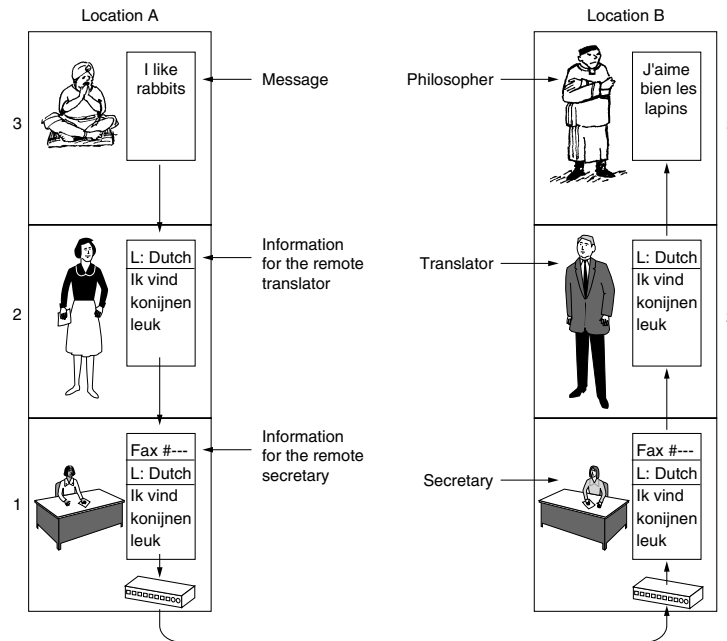 Location A
I like
rabbits
Message
3
L: Dutch
Ik vind
konijnen
leuk
Information
for the remote
translator
2
Fax #---
L: Dutch
Ik vind
konijnen
leuk
Information
for the remote
secretary
1
Location B
Philosopher
J'aime
bien les
lapins
Translator
L: Dutch
Ik vind
konijnen
leuk
Secretary
Fax #---
L: Dutch
Ik vind
konijnen
leuk